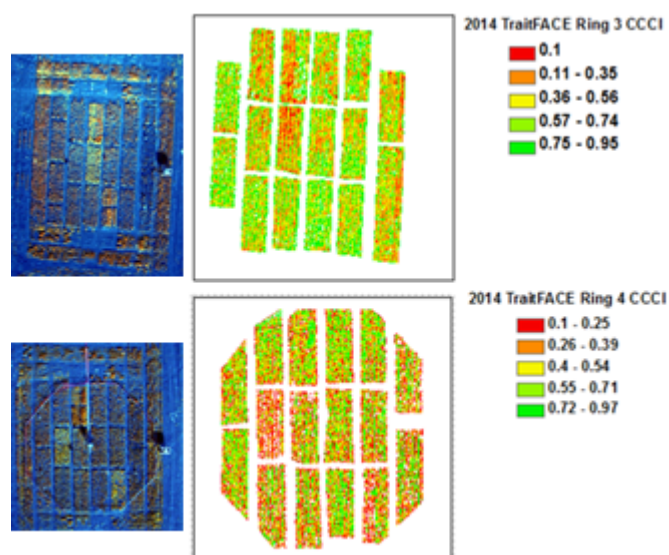 2014 TraitFACE Ring 3 CCCI
0.1
0.11 - 0.35
0.36 - 0.56
0.57 - 0.74
0.75 - 0.95
2014 TraitFACE Ring 4 CCCI
0.1 - 0.25
0.26 - 0.39
0.4 - 0.54
0.55 - 0.71
0.72 - 0.97